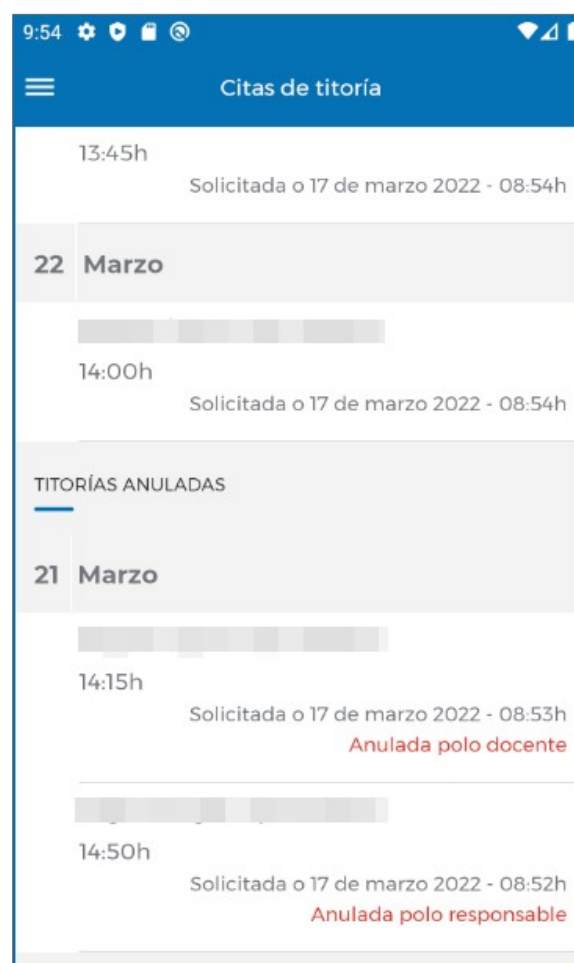 9:54
Citas de titoría
13:45h
Solicitada o 17 de marzo 2022 - 08:54h
22 Marzo
14:00h
Solicitada o 17 de marzo 2022 - 08:54h
TITORÍAS ANULADAS
21 Marzo
14:15h
Solicitada o 17 de marzo 2022 - 08:53h
Anulada polo docente
14:50h
Solicitada o 17 de marzo 2022 - 08:52h
Anulada polo responsable